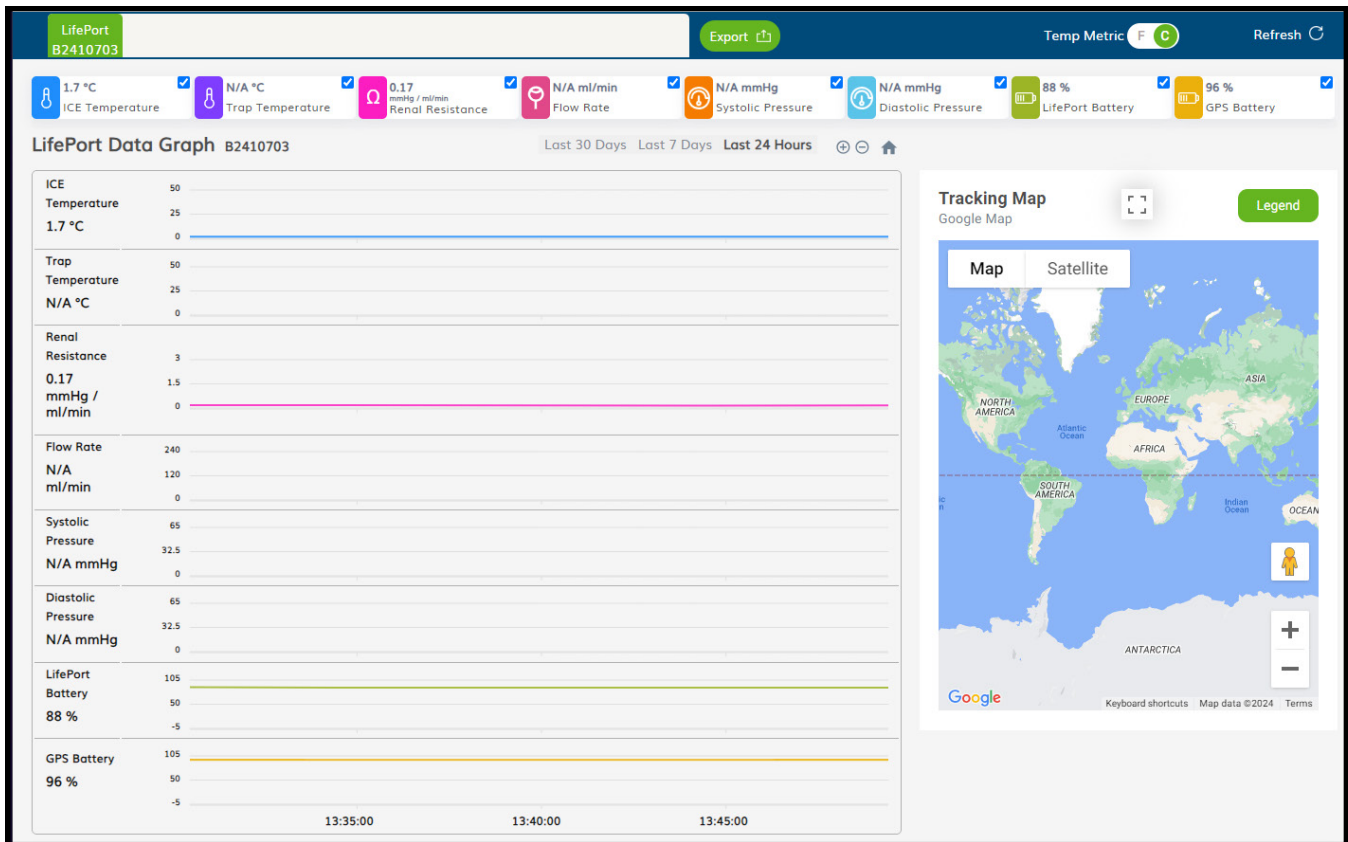 LifePort
B2410703
Export
Temp Metric F C
Refresh
1.7 °C
ICE Temperature
N/A °C
Trap Temperature
0.17
mmHg / ml/min
Renal Resistance
N/A ml/min
Flow Rate
N/A mmHg
Systolic Pressure
N/A mmHg
Diastolic Pressure
88 %
LifePort Battery
96 %
GPS Battery
LifePort Data Graph B2410703
Last 30 Days Last 7 Days Last 24 Hours
ICE
Temperature
1.7 °C
50
25
0
Trap
Temperature
N/A °C
50
25
0
Renal
Resistance
0.17
mmHg /
ml/min
3
1.5
0
Flow Rate
N/A
ml/min
240
120
0
Systolic
Pressure
N/A mmHg
65
32.5
0
Diastolic
Pressure
N/A mmHg
65
32.5
0
LifePort
Battery
88 %
105
50
-5
GPS Battery
96 %
105
50
-5
13:35:00 13:40:00 13:45:00
Tracking Map
Google Map
Legend
Map Satellite
ASIA
NORTH
AMERICA
EUROPE
Atlantic
Ocean
AFRICA
SOUTH
AMERICA
ic
n
Indian
Ocean
OCEAN
ANTARCTICA
Google
Keyboard shortcuts Map data ©2024 Terms